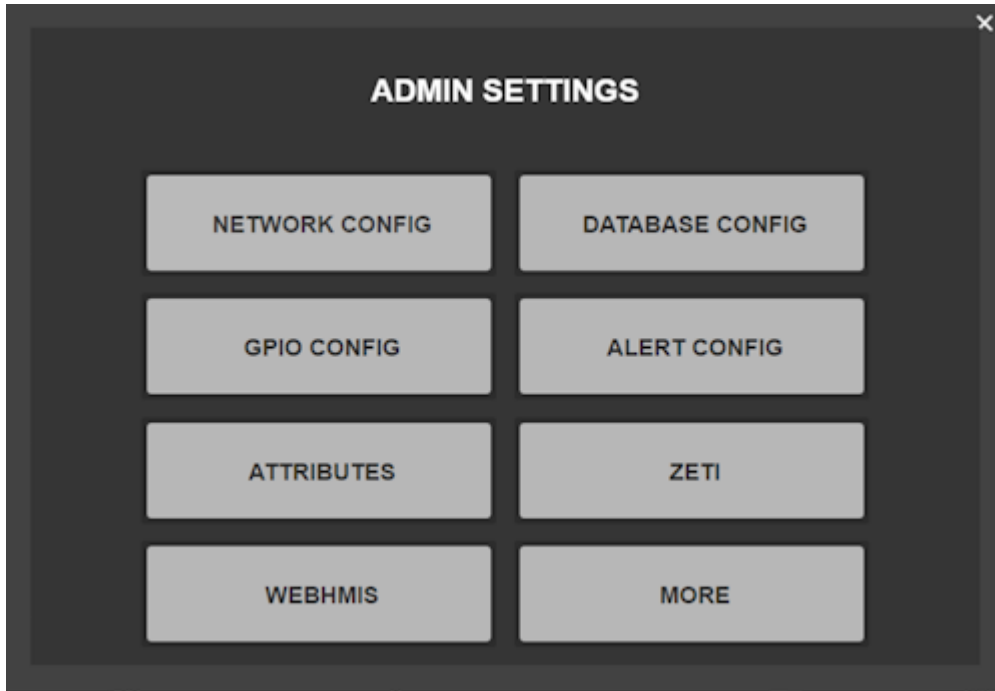 ADMIN SETTINGS
NETWORK CONFIG
DATABASE CONFIG
GPIO CONFIG
ALERT CONFIG
ATTRIBUTES
ZETI
WEBHMIS
MORE